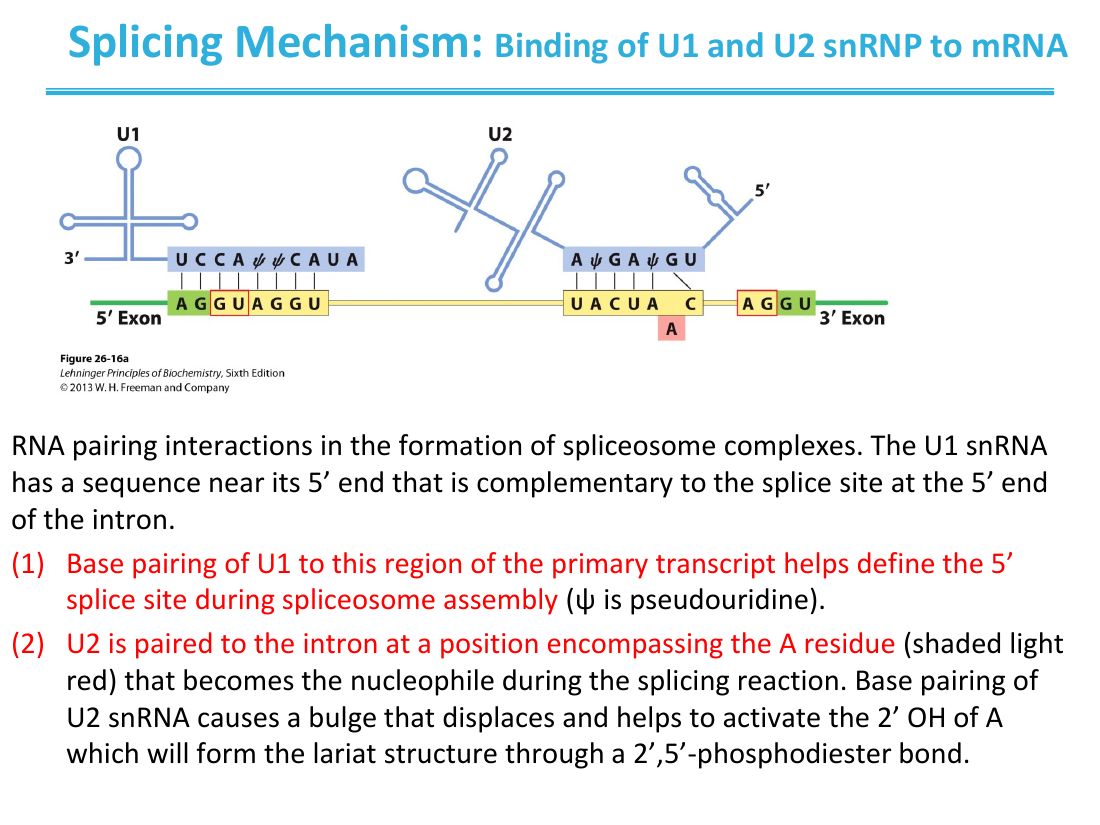 Splicing Mechanism: Binding of U1 and U2 snRNP to mRNA
U1
U2
5′
3′
U C C A ψ ψ C A U A
A ψ G A ψ G U
A G G U A G G U
U A C U A C
A G G U
5′ Exon
3′ Exon
A
Figure 26-16a
Lehninger Principles of Biochemistry, Sixth Edition
© 2013 W. H. Freeman and Company
RNA pairing interactions in the formation of spliceosome complexes. The U1 snRNA
has a sequence near its 5’ end that is complementary to the splice site at the 5’ end
of the intron.
(1) Base pairing of U1 to this region of the primary transcript helps define the 5’
splice site during spliceosome assembly (ψ is pseudouridine).
(2) U2 is paired to the intron at a position encompassing the A residue (shaded light
red) that becomes the nucleophile during the splicing reaction. Base pairing of
U2 snRNA causes a bulge that displaces and helps to activate the 2’ OH of A
which will form the lariat structure through a 2’,5’-phosphodiester bond.